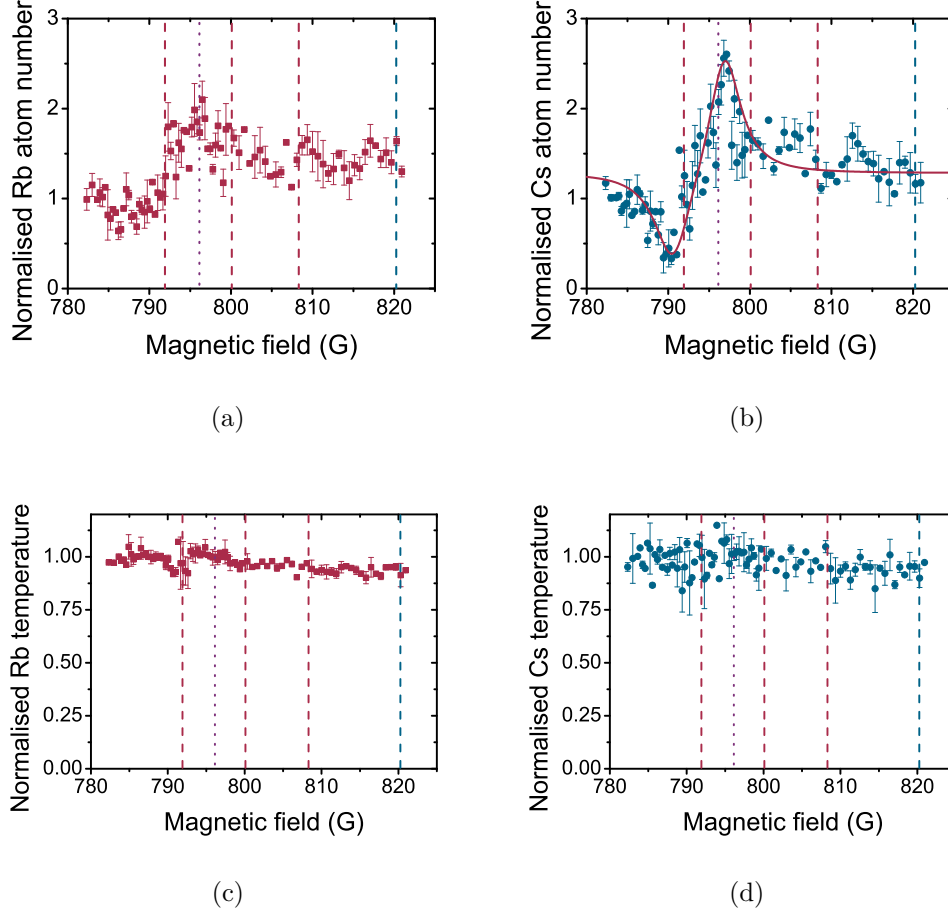 Normalised Rb atom number
3
2
1
0
780 790 800 810 820
Magnetic field (G)
(a)
Normalised Cs atom number
3
2
1
0
780 790 800 810 820
Magnetic field (G)
(b)
Normalised Rb temperature
1.00
0.75
0.50
0.25
0.00
780 790 800 810 820
Magnetic field (G)
(c)
Normalised Cs temperature
1.00
0.75
0.50
0.25
0.00
780 790 800 810 820
Magnetic field (G)
(d)